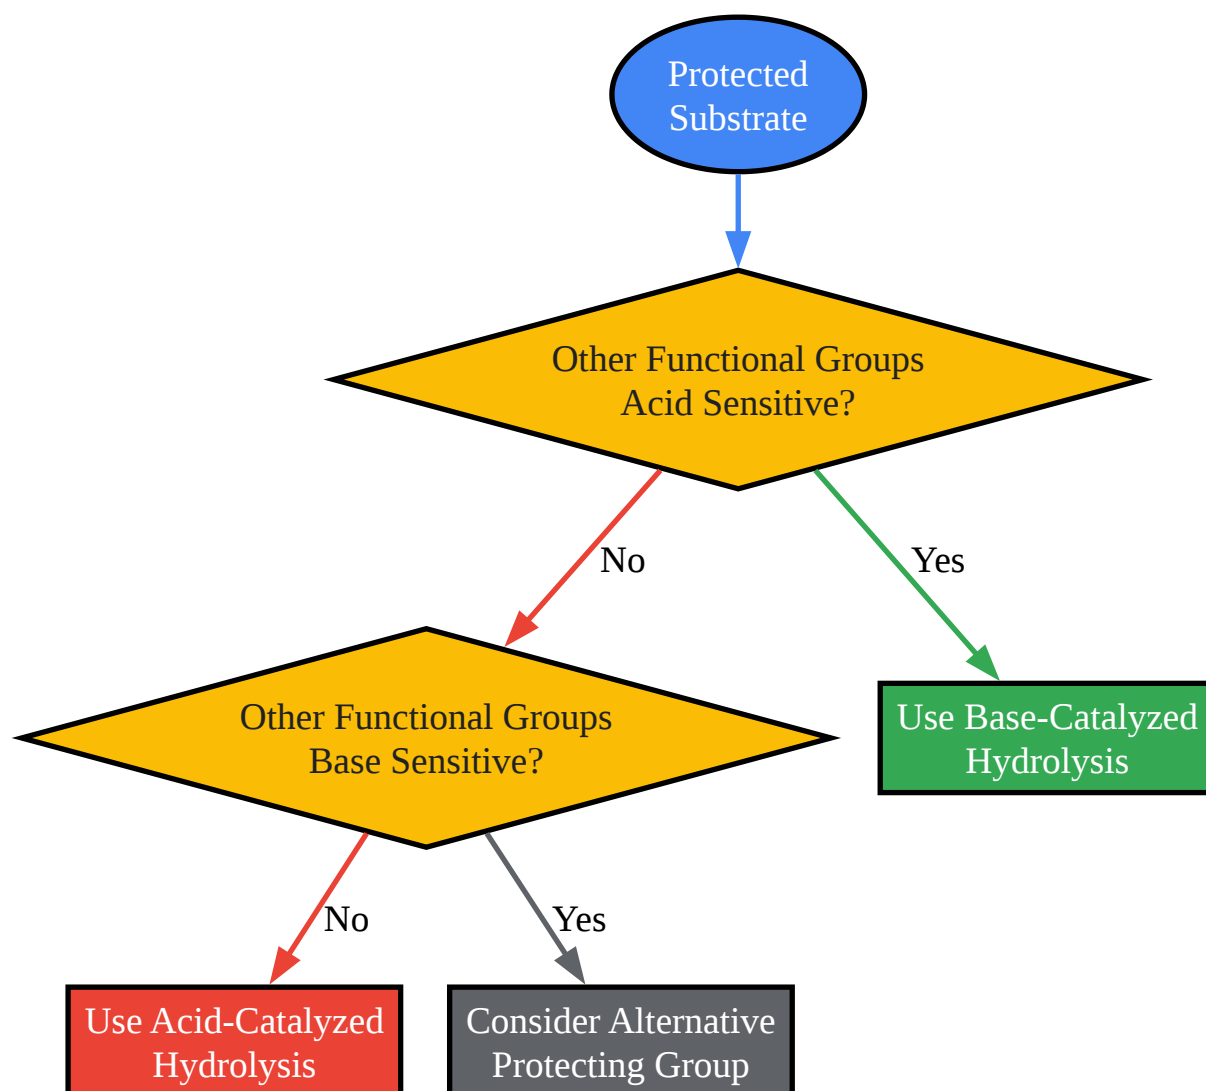 Protected
Substrate
Other Functional Groups
Acid Sensitive?
No
Yes
Other Functional Groups
Base Sensitive?
Use Base-Catalyzed
Hydrolysis
No
Yes
Use Acid-Catalyzed
Hydrolysis
Consider Alternative
Protecting Group